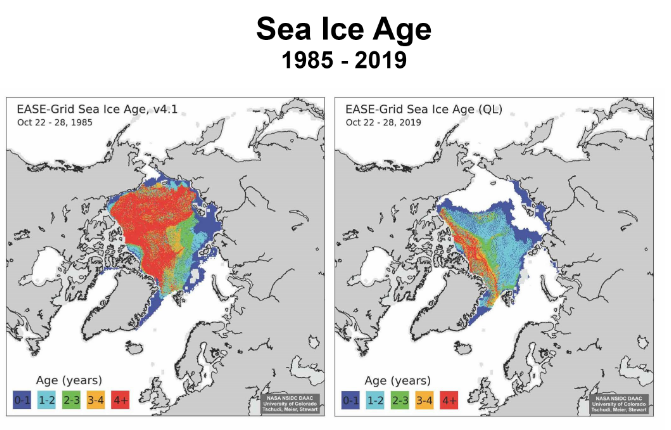 Sea Ice Age
1985 - 2019
EASE-Grid Sea Ice Age, v4.1
Oct 22 - 28, 1985
Age (years)
0-1 1-2 2-3 3-4 4+
NASA NSIDC DAAC
University of Colorado
Tschudi, Meier, Stewart
EASE-Grid Sea Ice Age (QL)
Oct 22 - 28, 2019
Age (years)
0-1 1-2 2-3 3-4 4+
NASA NSIDC DAAC
University of Colorado
Tschudi, Meier, Stewart